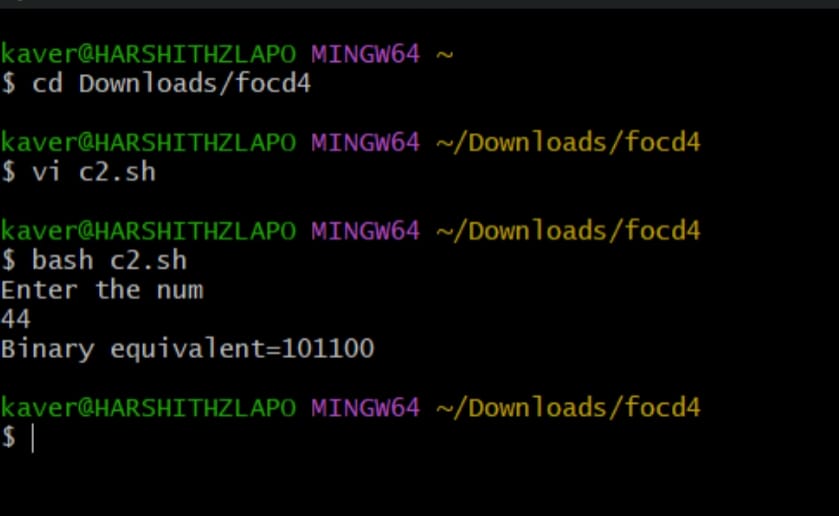 kaver@HARSHITHZLAPO MINGW64 ~
$ cd Downloads/focd4
kaver@HARSHITHZLAPO MINGW64 ~/Downloads/focd4
$ vi c2.sh
kaver@HARSHITHZLAPO MINGW64 ~/Downloads/focd4
$ bash c2.sh
Enter the num
44
Binary equivalent=101100
kaver@HARSHITHZLAPO MINGW64 ~/Downloads/focd4
$